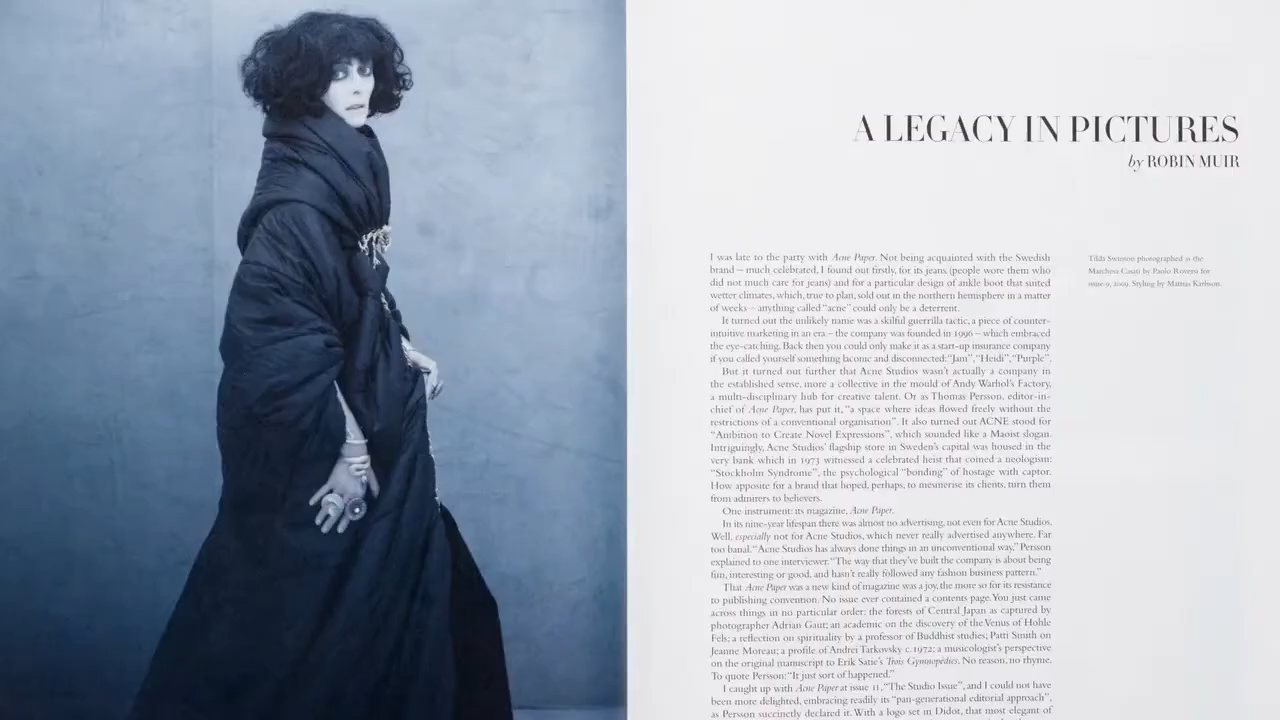 A LEGACY IN PICTURES
by ROBIN MUIR
I was late to the party with Acne Paper. Not being acquainted with the Swedish
brand – much celebrated, I found out firstly, for its jeans (people wore them who
did not much care for jeans) and for a particular design of ankle boot that suited
wetter climates, which, true to plan, sold out in the northern hemisphere in a matter
of weeks – anything called “acne” could only be a deterrent.
It turned out the unlikely name was a skilful guerrilla tactic, a piece of counter-
intuitive marketing in an era – the company was founded in 1996 – which embraced
the eye-catching. Back then you could only make it as a start-up insurance company
if you called yourself something laconic and disconnected: “Jam”, “Heidi”, “Purple”.
But it turned out further that Acne Studios wasn’t actually a company in
the established sense, more a collective in the mould of Andy Warhol’s Factory,
a multi-disciplinary hub for creative talent. Or as Thomas Persson, editor-in-
chief of Acne Paper, has put it, “a space where ideas flowed freely without the
restrictions of a conventional organisation”. It also turned out ACNE stood for
“Ambition to Create Novel Expressions”, which sounded like a Maoist slogan.
Intriguingly, Acne Studios’ flagship store in Sweden’s capital was housed in the
very bank which in 1973 witnessed a celebrated heist that coined a neologism:
“Stockholm Syndrome”, the psychological “bonding” of hostage with captor.
How apposite for a brand that hoped, perhaps, to mesmerise its clients, turn them
from admirers to believers.
One instrument: its magazine, Acne Paper.
In its nine-year lifespan there was almost no advertising, not even for Acne Studios.
Well, especially not for Acne Studios, which never really advertised anywhere. Far
too banal. “Acne Studios has always done things in an unconventional way,” Persson
explained to one interviewer. “The way that they’ve built the company is about being
fun, interesting or good, and hasn’t really followed any fashion business pattern.”
That Acne Paper was a new kind of magazine was a joy, the more so for its resistance
to publishing convention. No issue ever contained a contents page. You just came
across things in no particular order: the forests of Central Japan as captured by
photographer Adrian Gaut; an academic on the discovery of the Venus of Hohle
Fels; a reflection on spirituality by a professor of Buddhist studies; Patti Smith on
Jeanne Moreau; a profile of Andrei Tarkovsky c.1972; a musicologist’s perspective
on the original manuscript to Erik Satie’s Trois Gymnopédies. No reason, no rhyme.
To quote Persson: “It just sort of happened.”
I caught up with Acne Paper at issue 11, “The Studio Issue”, and I could not have
been more delighted, embracing readily its “pan-generational editorial approach”,
as Persson succinctly declared it. With a logo set in Didot, that most elegant of
Tilda Swinton photographed as the
Marchesa Casati by Paolo Roversi for
issue 9, 2009. Styling by Mattias Karlsson.